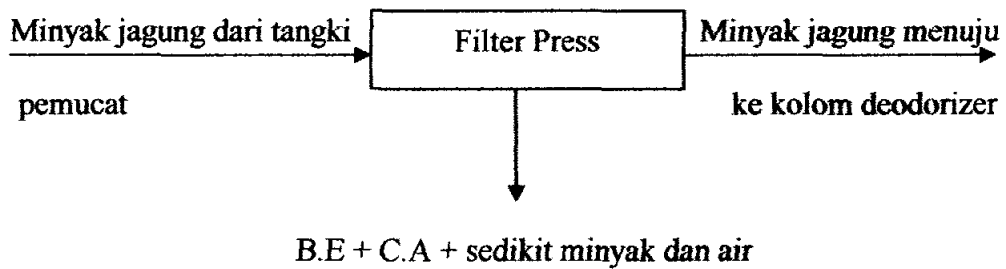 Minyak jagung dari tangki
pemucat
Filter Press
Minyak jagung menuju
ke kolom deodorizer
B.E + C.A + sedikit minyak dan air